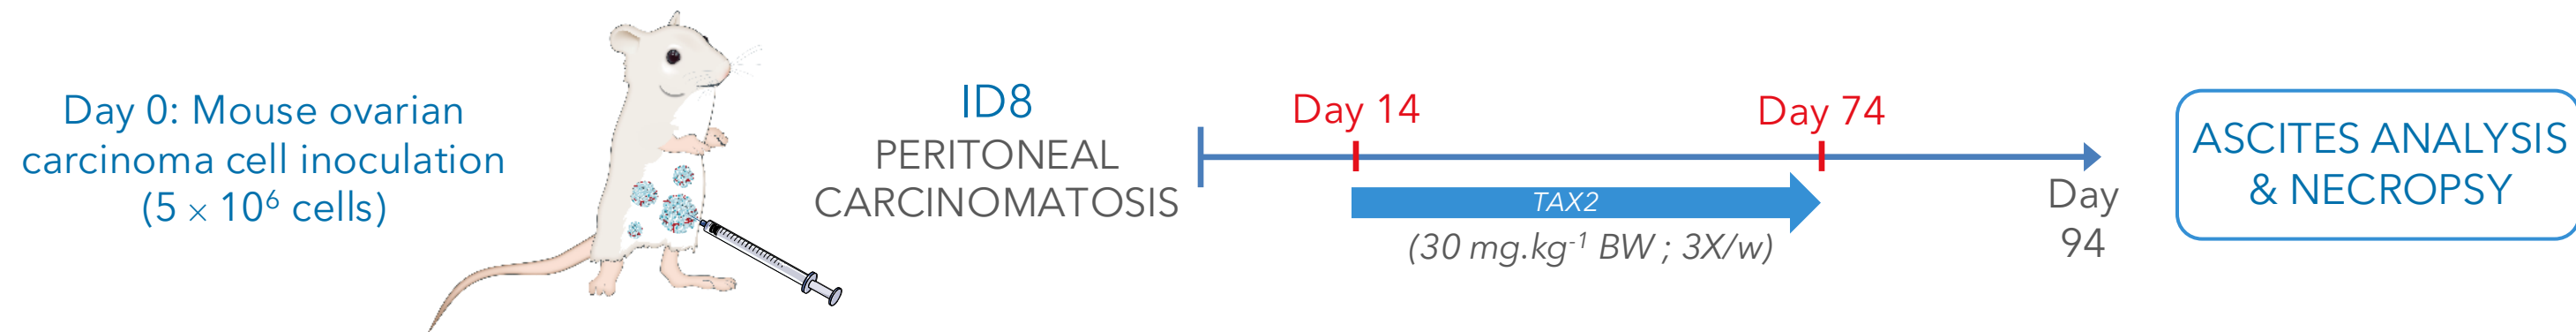 Day 0: Mouse ovarian
carcinoma cell inoculation
(5 × 10⁶ cells)
ID8
PERITONEAL
CARCINOMATOSIS
Day 14
Day 74
TAX2
(30 mg.kg⁻¹ BW ; 3X/w)
Day
94
ASCITES ANALYSIS
& NECROPSY